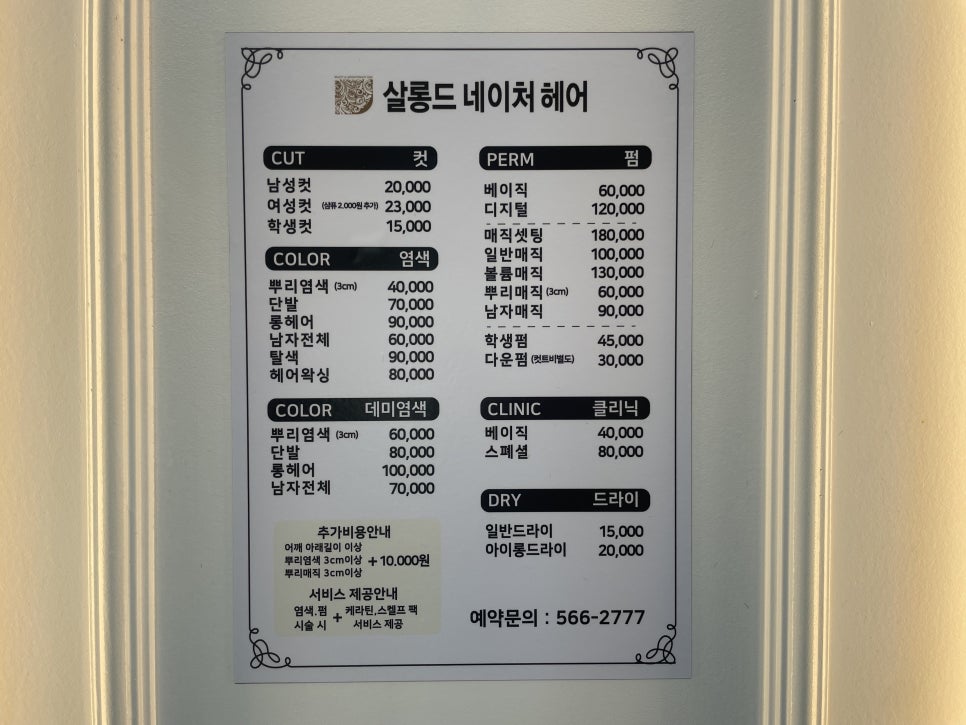 살롱드 네이처 헤어
CUT 컷
남성컷 20,000
여성컷 (샴퓨 2.000원 추가) 23,000
학생컷 15,000
COLOR 염색
뿌리염색 (3cm) 40,000
단발 70,000
롱헤어 90,000
남자전체 60,000
탈색 90,000
헤어왁싱 80,000
COLOR 데미염색
뿌리염색 (3cm) 60,000
단발 80,000
롱헤어 100,000
남자전체 70,000
추가비용안내
어깨 아래길이 이상
뿌리염색 3cm이상 + 10.000원
뿌리매직 3cm이상
서비스 제공안내
염색.펌 시술 시 + 케라틴,스켈프 팩 서비스 제공
PERM 펌
베이직 60,000
디지털 120,000
매직셋팅 180,000
일반매직 100,000
볼륨매직 130,000
뿌리매직 (3cm) 60,000
남자매직 90,000
학생펌 45,000
다운펌 (컷트비별도) 30,000
CLINIC 클리닉
베이직 40,000
스폐셜 80,000
DRY 드라이
일반드라이 15,000
아이롱드라이 20,000
예약문의 : 566-2777